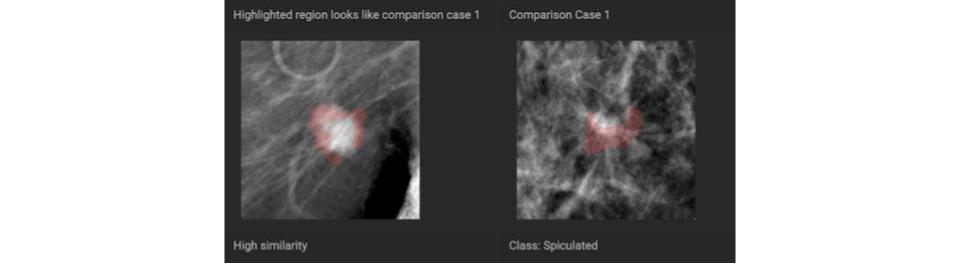 Highlighted region looks like comparison case 1
Comparison Case 1
High similarity
Class: Spiculated